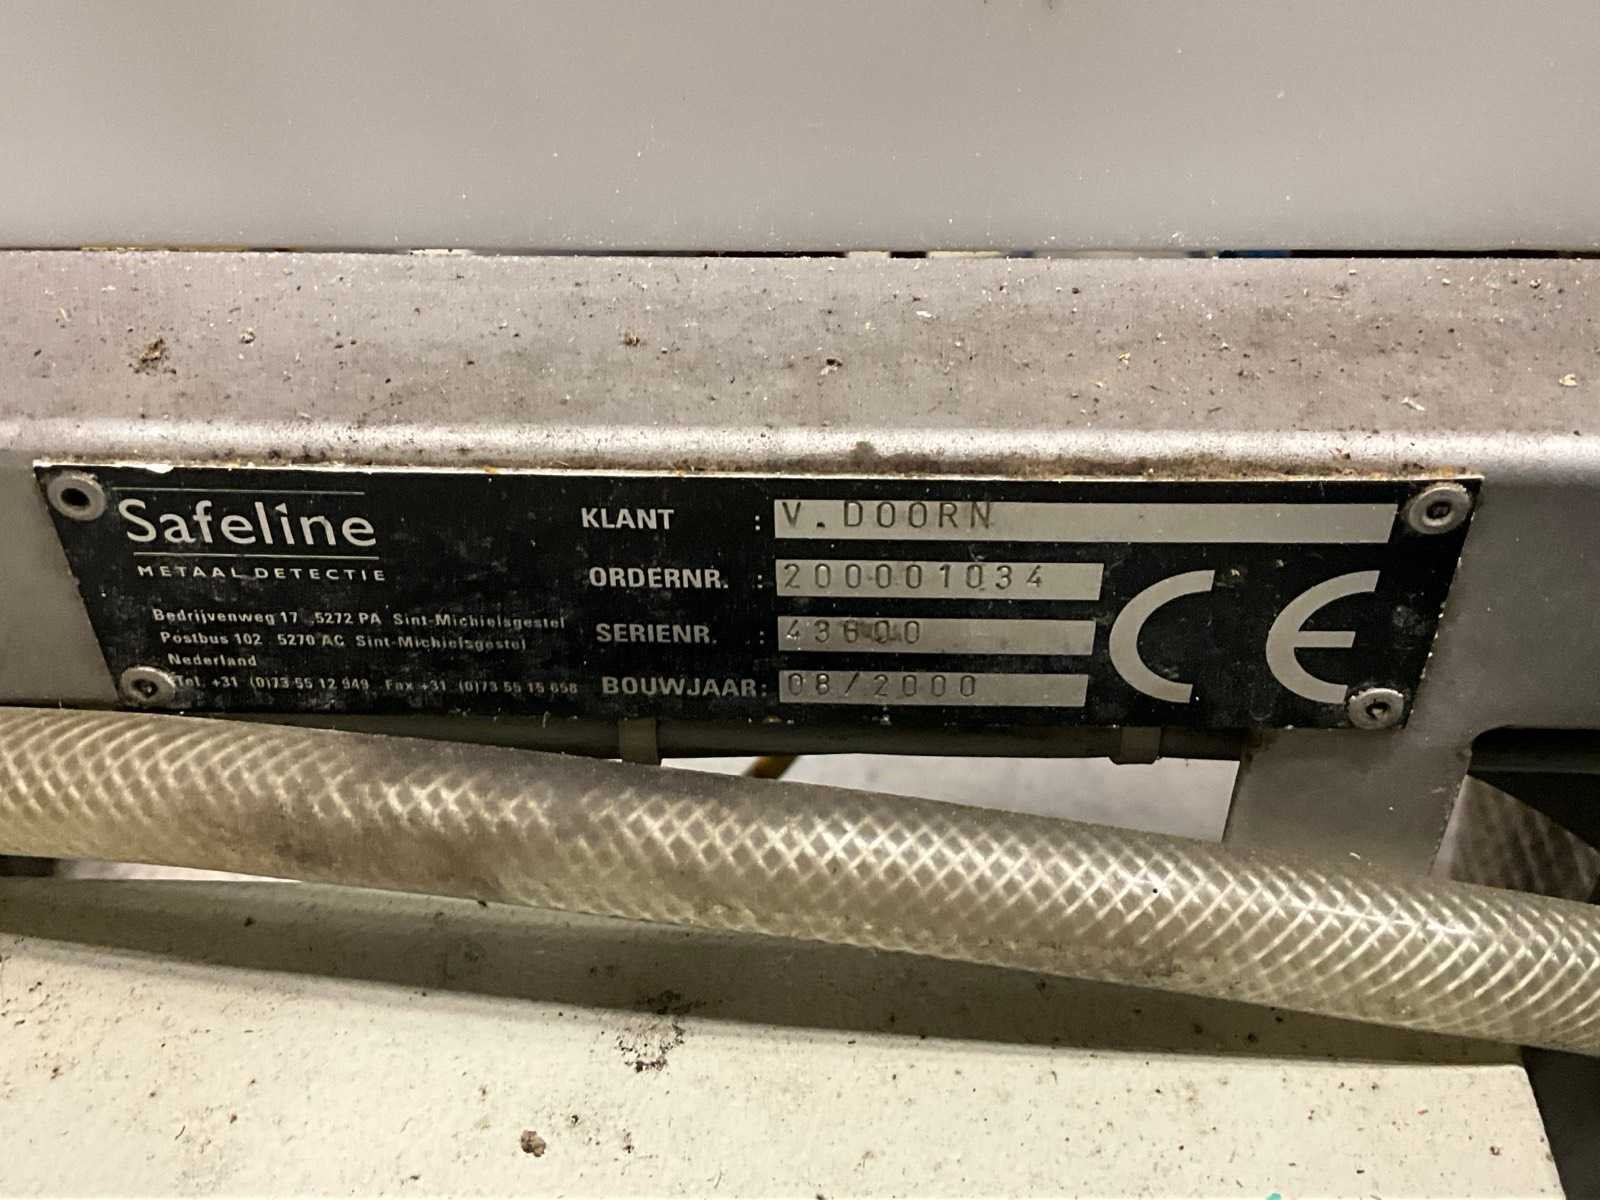 Safeline
METAALDETECTIE
Bedrijvenweg 17 5272 PA Sint-Michielsgestel
Postbus 102 5270 AC Sint-Michielsgestel
Nederland
Tel. +31 (0)73 55 12 949 Fax +31 (0)73 55 15 658
KLANT : V. DOORN
ORDERNR. : 200001034
SERIENR. : 43600
BOUWJAAR: 08/2000
CE